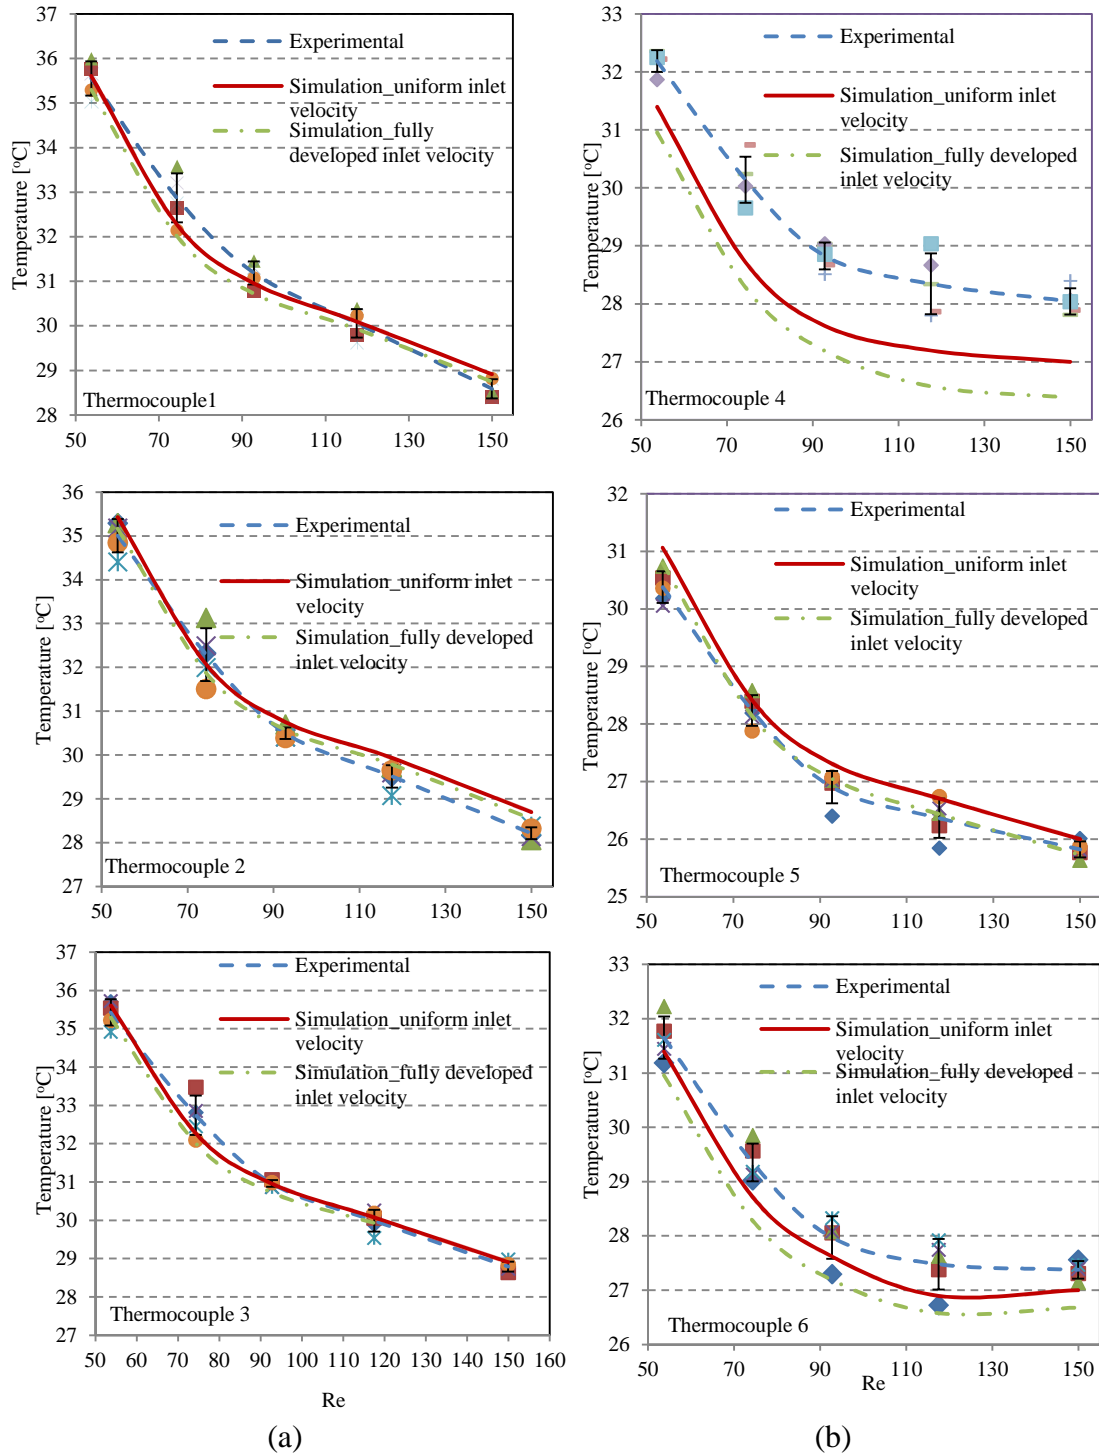 37
36
35
34
33
32
31
30
29
28
Temperature [°C]
Experimental
Simulation_uniform inlet
velocity
Simulation_fully
developed inlet velocity
Thermocouple1
50 70 90 110 130 150
33
32
31
30
29
28
27
26
Temperature [°C]
Experimental
Simulation_uniform inlet
velocity
Simulation_fully developed
inlet velocity
Thermocouple 4
50 70 90 110 130 150
36
35
34
33
32
31
30
29
28
27
Temperature [°C]
Experimental
Simulation_uniform inlet
velocity
Simulation_fully developed
inlet velocity
Thermocouple 2
50 70 90 110 130 150
32
31
30
29
28
27
26
25
Temperature [°C]
Experimental
Simulation_uniform inlet
velocity
Simulation_fully developed
inlet velocity
Thermocouple 5
50 70 90 110 130 150
37
36
35
34
33
32
31
30
29
28
27
Temperature [°C]
Experimental
Simulation_uniform inlet
velocity
Simulation_fully developed
inlet velocity
Thermocouple 3
50 60 70 80 90 100 110 120 130 140 150 160
Re
(a)
33
32
31
30
29
28
27
26
Temperature [°C]
Experimental
Simulation_uniform inlet
velocity
Simulation_fully developed
inlet velocity
Thermocouple 6
50 70 90 110 130 150
Re
(b)